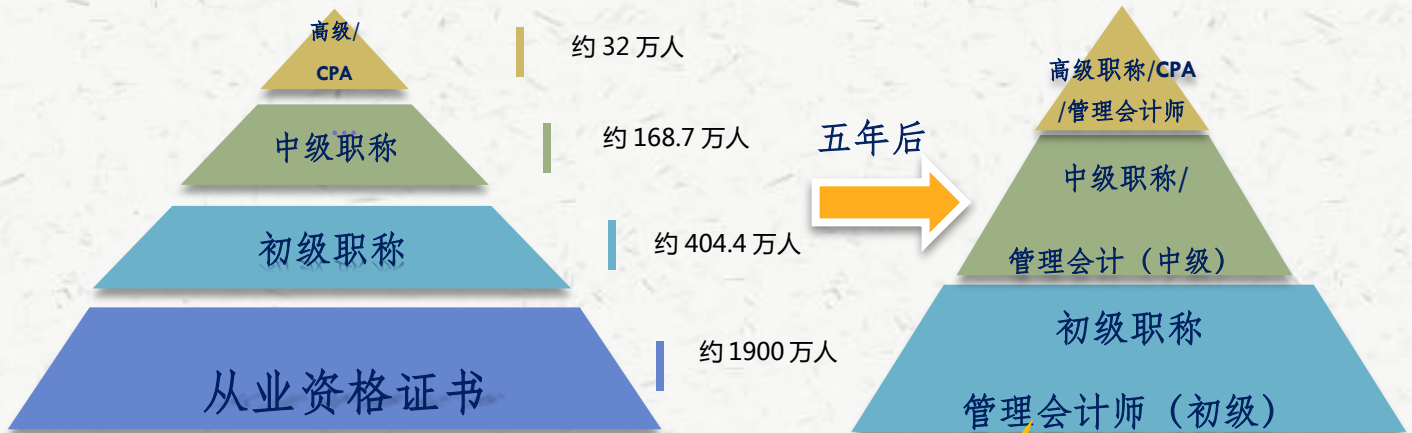 高级/
CPA
约 32 万人
中级职称
约 168.7 万人
初级职称
约 404.4 万人
从业资格证书
约 1900 万人
五年后
高级职称/CPA
/管理会计师
中级职称/
管理会计（中级）
初级职称
管理会计师（初级）